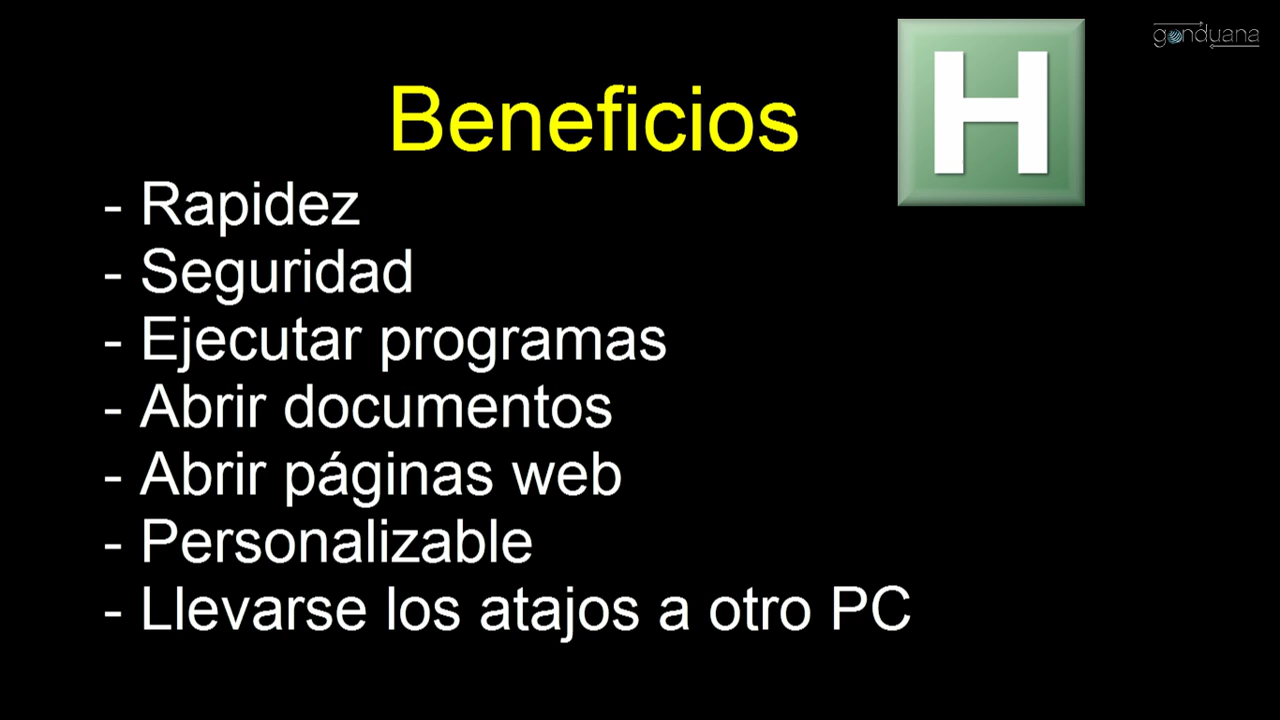 gonduana
H
Beneficios
- Rapidez
- Seguridad
- Ejecutar programas
- Abrir documentos
- Abrir páginas web
- Personalizable
- Llevarse los atajos a otro PC